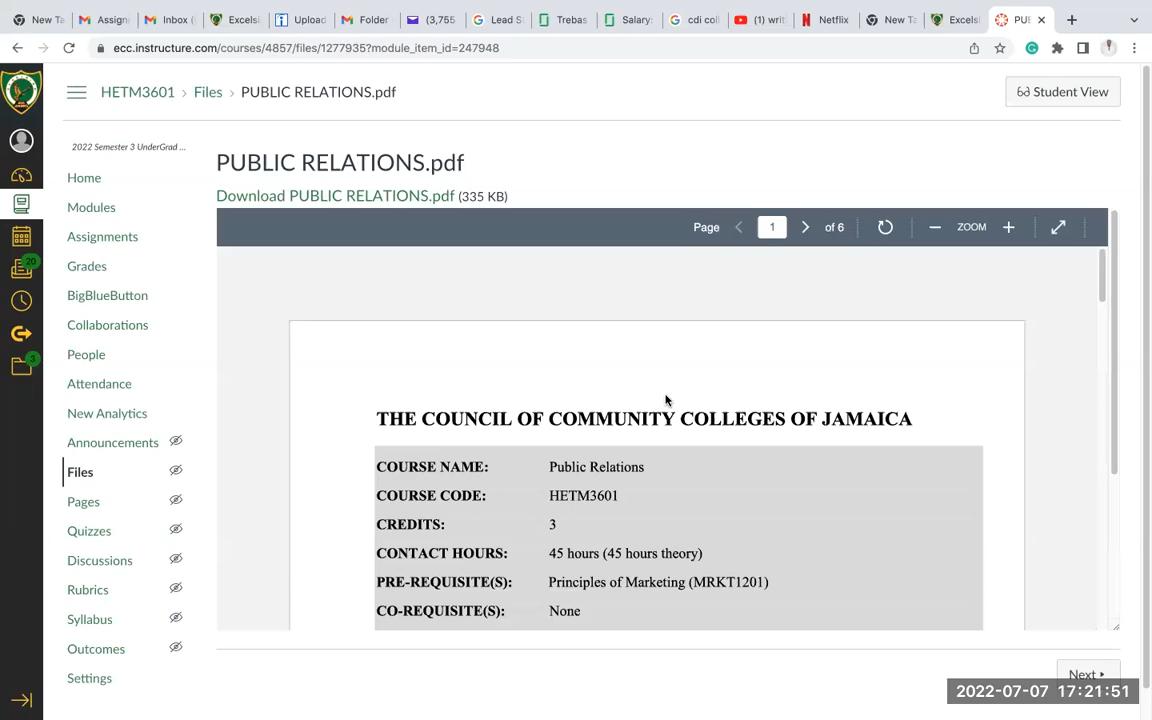 New Ta
Assign
Inbox (
Excelsi
Upload
Folder
(3,755
Lead S
Trebas
Salary:
cdi coll
(1) writ
Netflix
New Ta
Excels
PUE
ecc.instructure.com/courses/4857/files/1277935?module_item_id=247948
HETM3601 › Files › PUBLIC RELATIONS.pdf
Student View
2022 Semester 3 UnderGrad ...
Home
Modules
Assignments
Grades
BigBlueButton
Collaborations
People
Attendance
New Analytics
Announcements
Files
Pages
Quizzes
Discussions
Rubrics
Syllabus
Outcomes
Settings
20
3
PUBLIC RELATIONS.pdf
Download PUBLIC RELATIONS.pdf (335 KB)
Page 1 of 6 ZOOM
THE COUNCIL OF COMMUNITY COLLEGES OF JAMAICA
COURSE NAME: Public Relations
COURSE CODE: HETM3601
CREDITS: 3
CONTACT HOURS: 45 hours (45 hours theory)
PRE-REQUISITE(S): Principles of Marketing (MRKT1201)
CO-REQUISITE(S): None
Next
2022-07-07 17:21:51